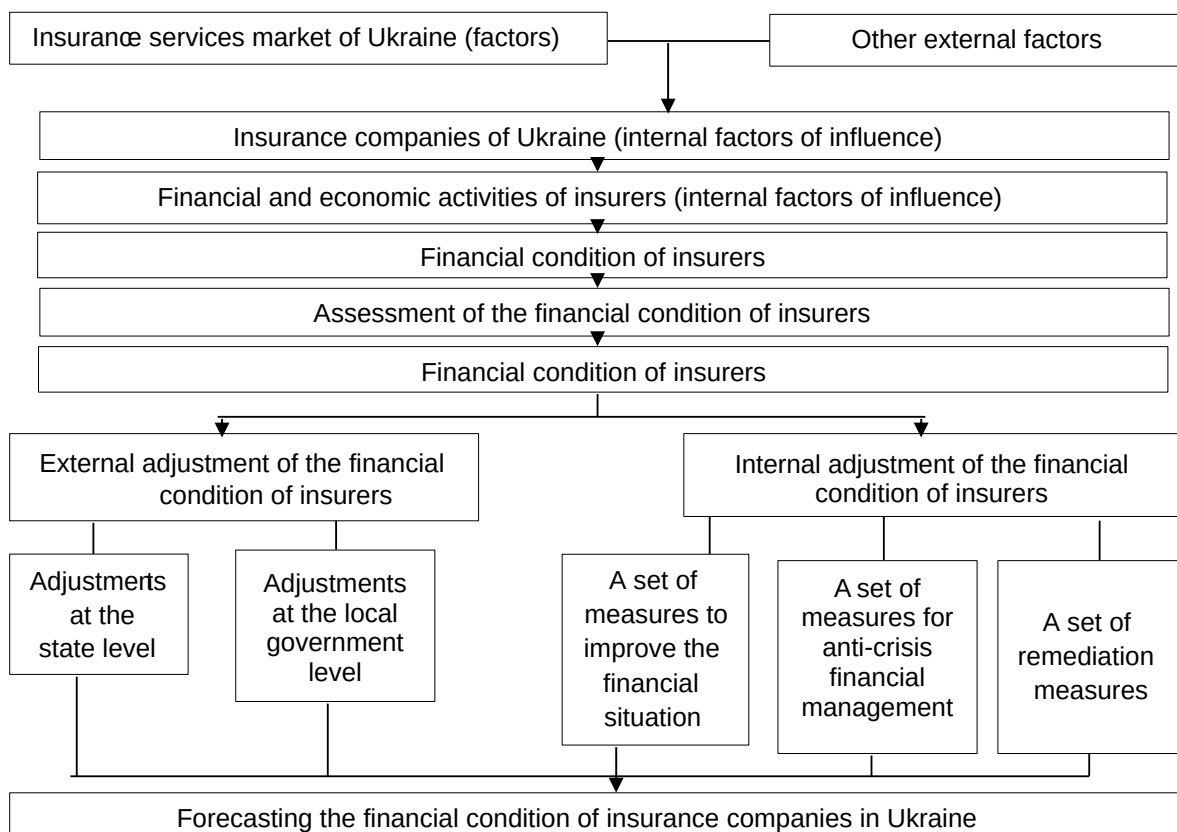 Insurance services market of Ukraine (factors)
Other external factors
Insurance companies of Ukraine (internal factors of influence)
Financial and economic activities of insurers (internal factors of influence)
Financial condition of insurers
Assessment of the financial condition of insurers
Financial condition of insurers
External adjustment of the financial
condition of insurers
Internal adjustment of the financial
condition of insurers
Adjustments
at the
state level
Adjustments
at the local
government
level
A set of
measures to
improve the
financial
situation
A set of
measures for
anti-crisis
financial
management
A set of
remediation
measures
Forecasting the financial condition of insurance companies in Ukraine